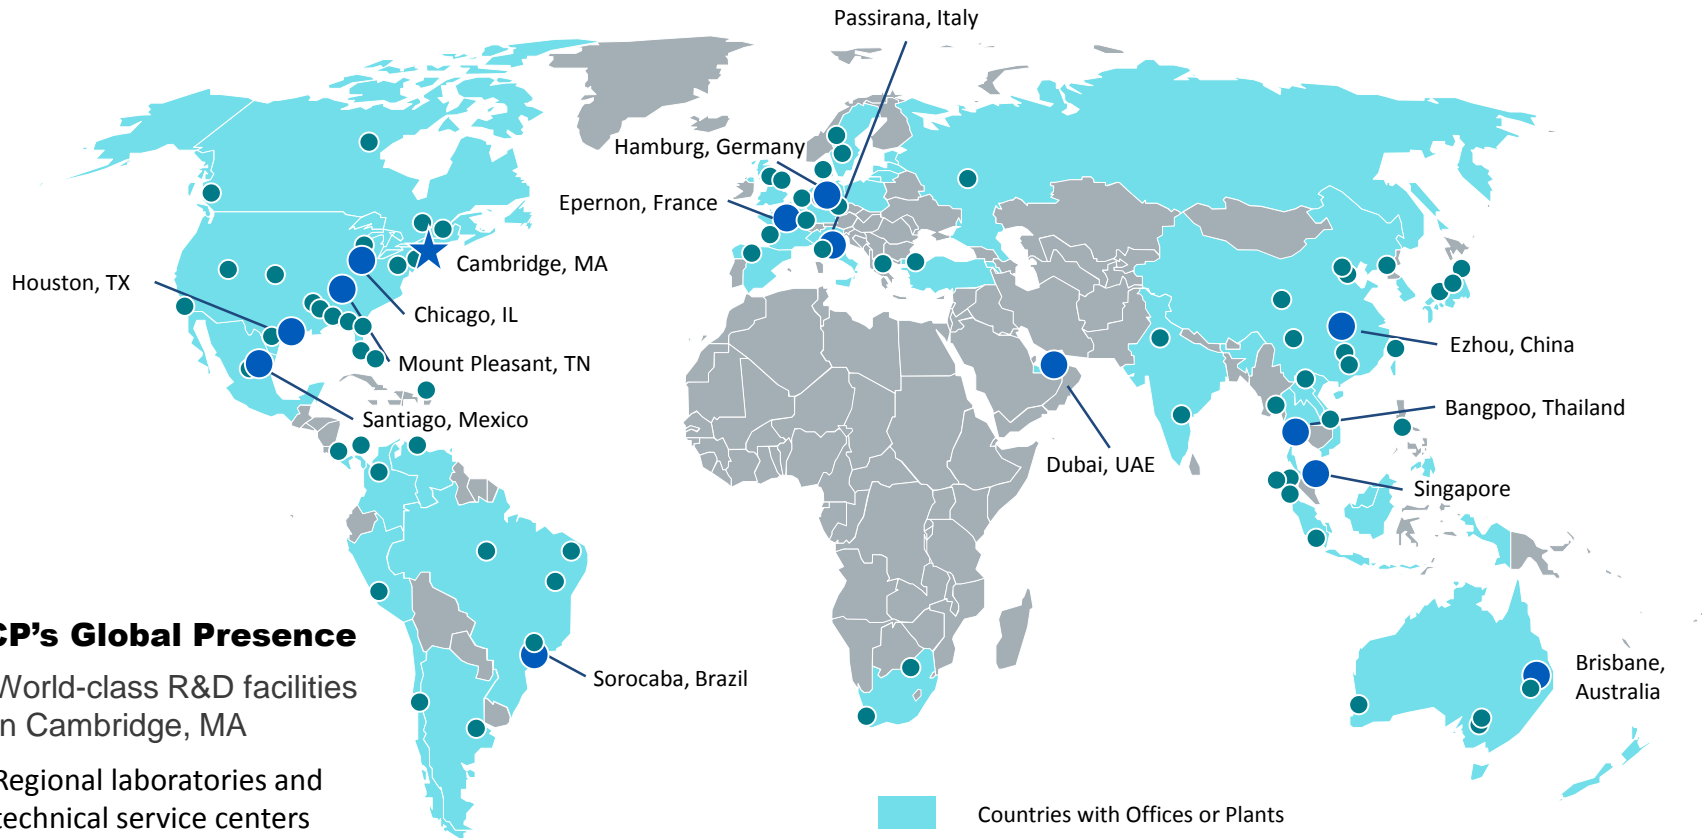 Passirana, Italy
Hamburg, Germany
Epernon, France
Houston, TX
Cambridge, MA
Chicago, IL
Mount Pleasant, TN
Santiago, Mexico
Ezhou, China
Bangpoo, Thailand
Dubai, UAE
Singapore
Sorocaba, Brazil
Brisbane,
Australia
CP’s Global Presence
World-class R&D facilities
in Cambridge, MA
Regional laboratories and
technical service centers
Countries with Offices or Plants